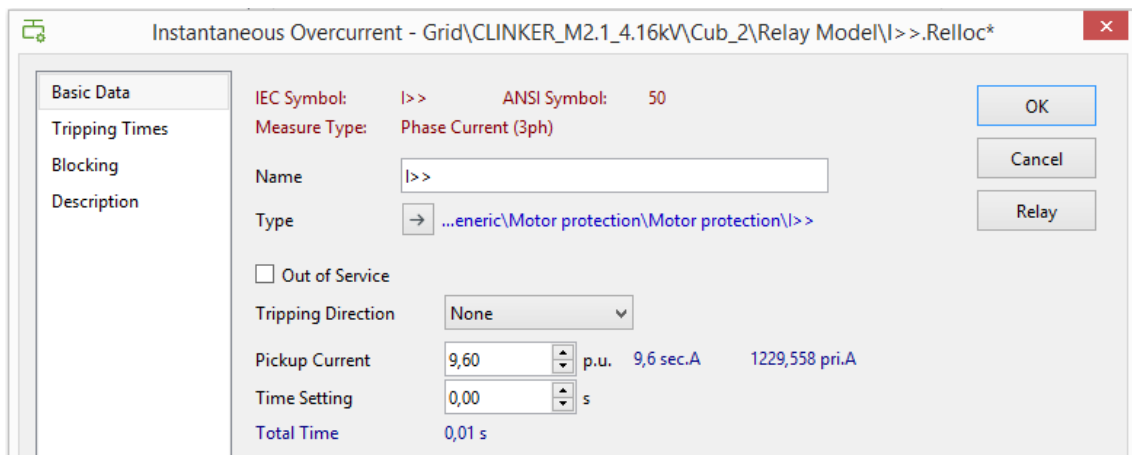 Instantaneous Overcurrent - Grid\CLINKER_M2.1_4.16kV\Cub_2\Relay Model\I>>.Relloc*
Basic Data
Tripping Times
Blocking
Description
IEC Symbol: I>> ANSI Symbol: 50
Measure Type: Phase Current (3ph)
Name I>>
Type ...eneric\Motor protection\Motor protection\I>>
Out of Service
Tripping Direction None
Pickup Current 9,60 p.u. 9,6 sec.A 1229,558 pri.A
Time Setting 0,00 s
Total Time 0,01 s
OK
Cancel
Relay